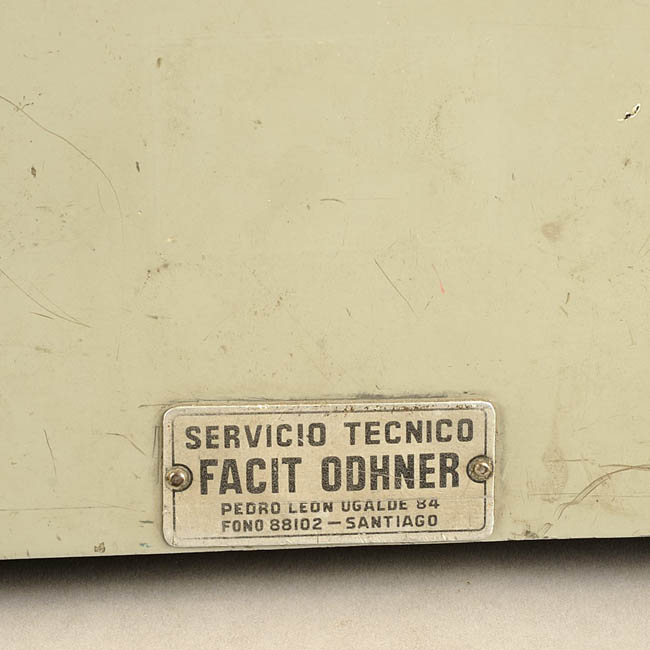 SERVICIO TECNICO
FACIT ODHNER
PEDRO LEON UGALDE 84
FONO 88102 – SANTIAGO